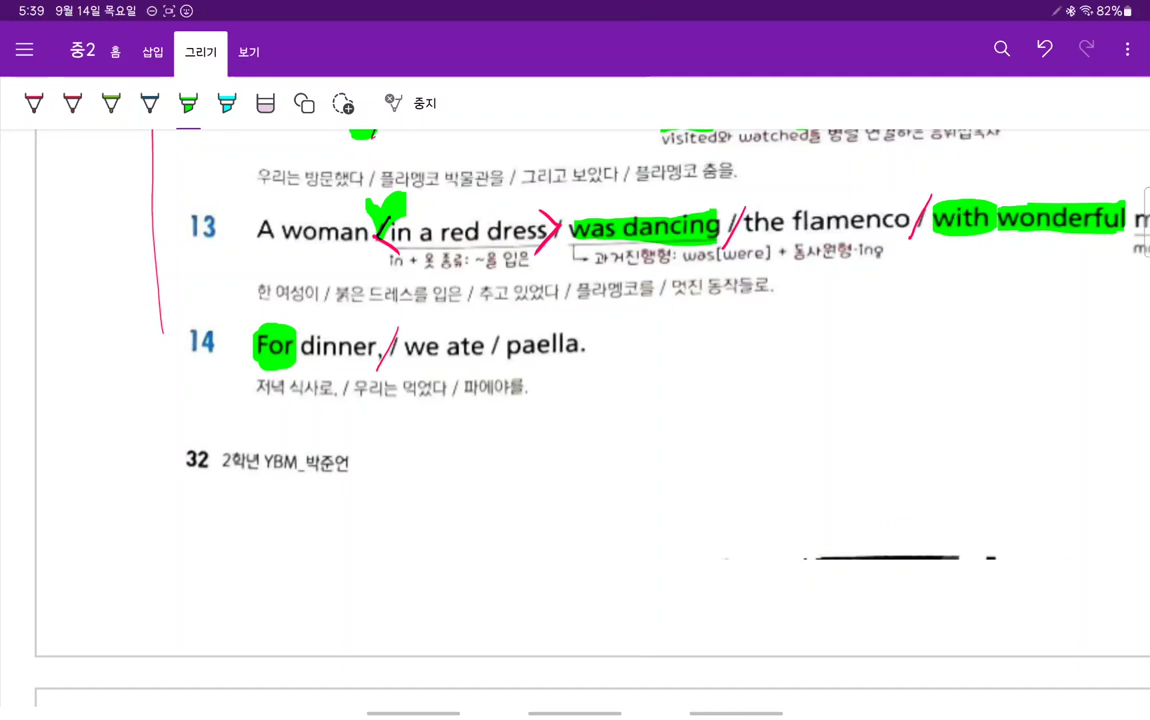 5:39 9월 14일 목요일 82%
중2 홈 삽입 그리기 보기
중지
visited와 watched를 병렬 연결하는 등위접속사
우리는 방문했다 / 플라멩코 박물관을 / 그리고 보았다 / 플라멩코 춤을.
13 A woman / in a red dress / was dancing / the flamenco / with wonderful m
in + 옷 종류: ~을 입은 과거진행형: was[were] + 동사원형-ing
한 여성이 / 붉은 드레스를 입은 / 추고 있었다 / 플라멩코를 / 멋진 동작들로.
14 For dinner, / we ate / paella.
저녁 식사로, / 우리는 먹었다 / 파에야를.
32 2학년 YBM_박준언